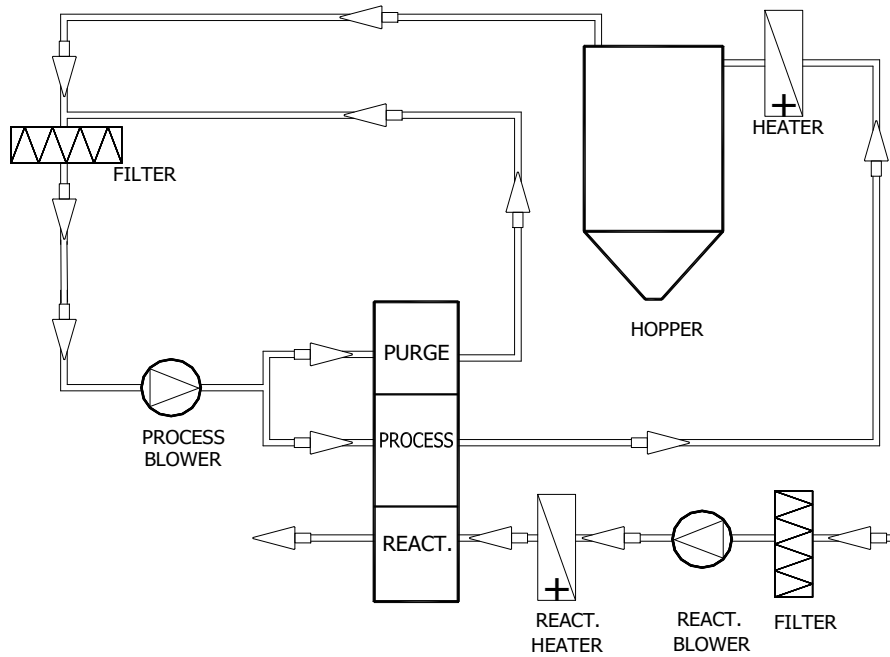 HEATER
FILTER
HOPPER
PURGE
PROCESS
BLOWER
PROCESS
REACT.
REACT.
HEATER
REACT.
BLOWER
FILTER